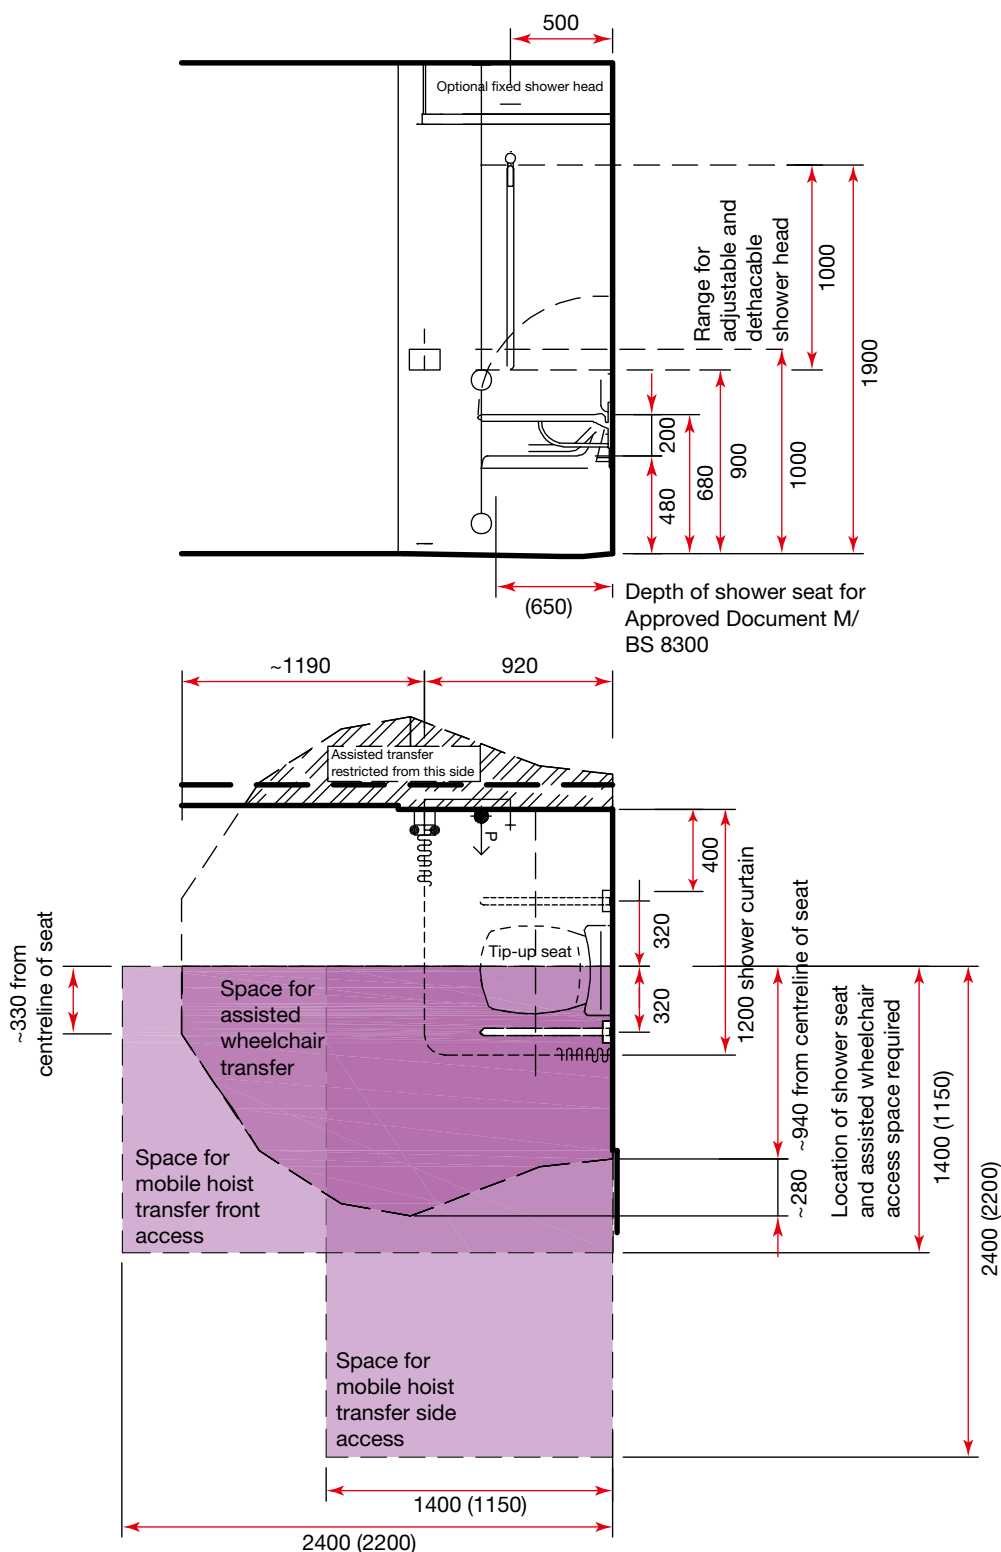 500
Optional fixed shower head
Range for
adjustable and
dethacable
shower head
1000
1900
200
480
680
900
1000
(650)
Depth of shower seat for
Approved Document M/
BS 8300
~1190
920
Assisted transfer
restricted from this side
P
400
320
320
1200 shower curtain
~940 from centreline of seat
~280
Tip-up seat
~330 from
centreline of seat
Space for
assisted
wheelchair
transfer
Location of shower seat
and assisted wheelchair
access space required
1400 (1150)
2400 (2200)
Space for
mobile hoist
transfer front
access
Space for
mobile hoist
transfer side
access
1400 (1150)
2400 (2200)